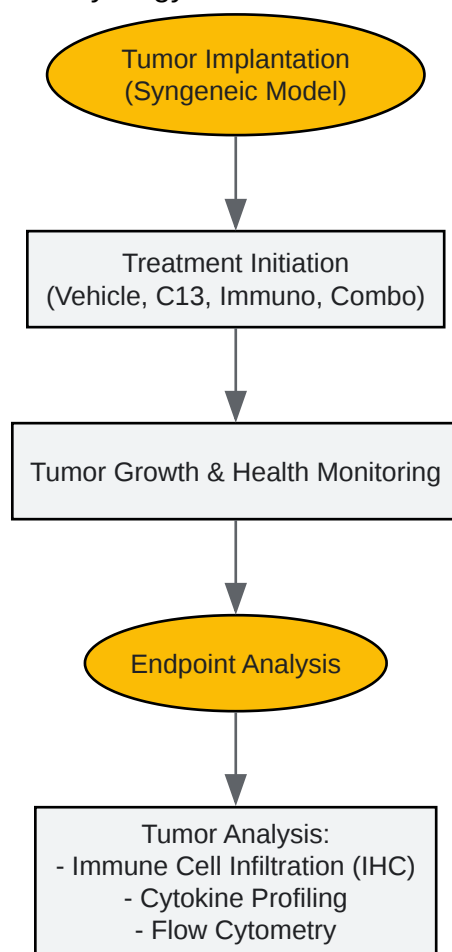 Tumor Implantation
(Syngeneic Model)
Treatment Initiation
(Vehicle, C13, Immuno, Combo)
Tumor Growth & Health Monitoring
Endpoint Analysis
Tumor Analysis:
- Immune Cell Infiltration (IHC)
- Cytokine Profiling
- Flow Cytometry